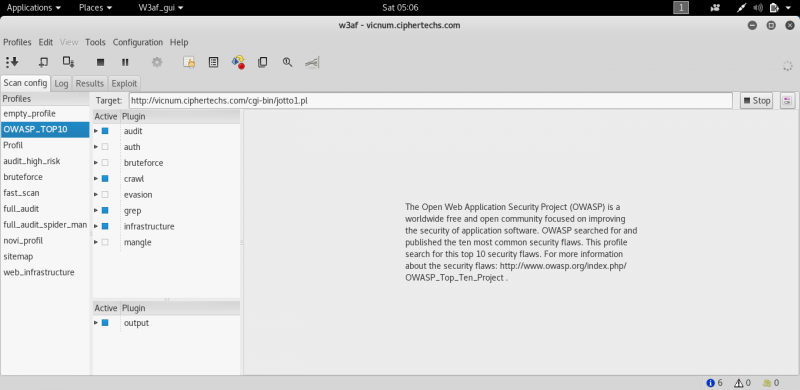 Applications Places W3af_gui Sat 05:06 1 0
w3af - vicnum.ciphertechs.com
Profiles Edit View Tools Configuration Help
Scan config Log Results Exploit
Profiles
empty_profile
OWASP_TOP10
Profil
audit_high_risk
bruteforce
fast_scan
full_audit
full_audit_spider_man
novi_profil
sitemap
web_infrastructure
Target: http://vicnum.ciphertechs.com/cgi-bin/jotto1.pl Stop
Active Plugin
audit
auth
bruteforce
crawl
evasion
grep
infrastructure
mangle
Active Plugin
output
The Open Web Application Security Project (OWASP) is a
worldwide free and open community focused on improving
the security of application software. OWASP searched for and
published the ten most common security flaws. This profile
search for this top 10 security flaws. For more information
about the security flaws: http://www.owasp.org/index.php/
OWASP_Top_Ten_Project .
6 0 0